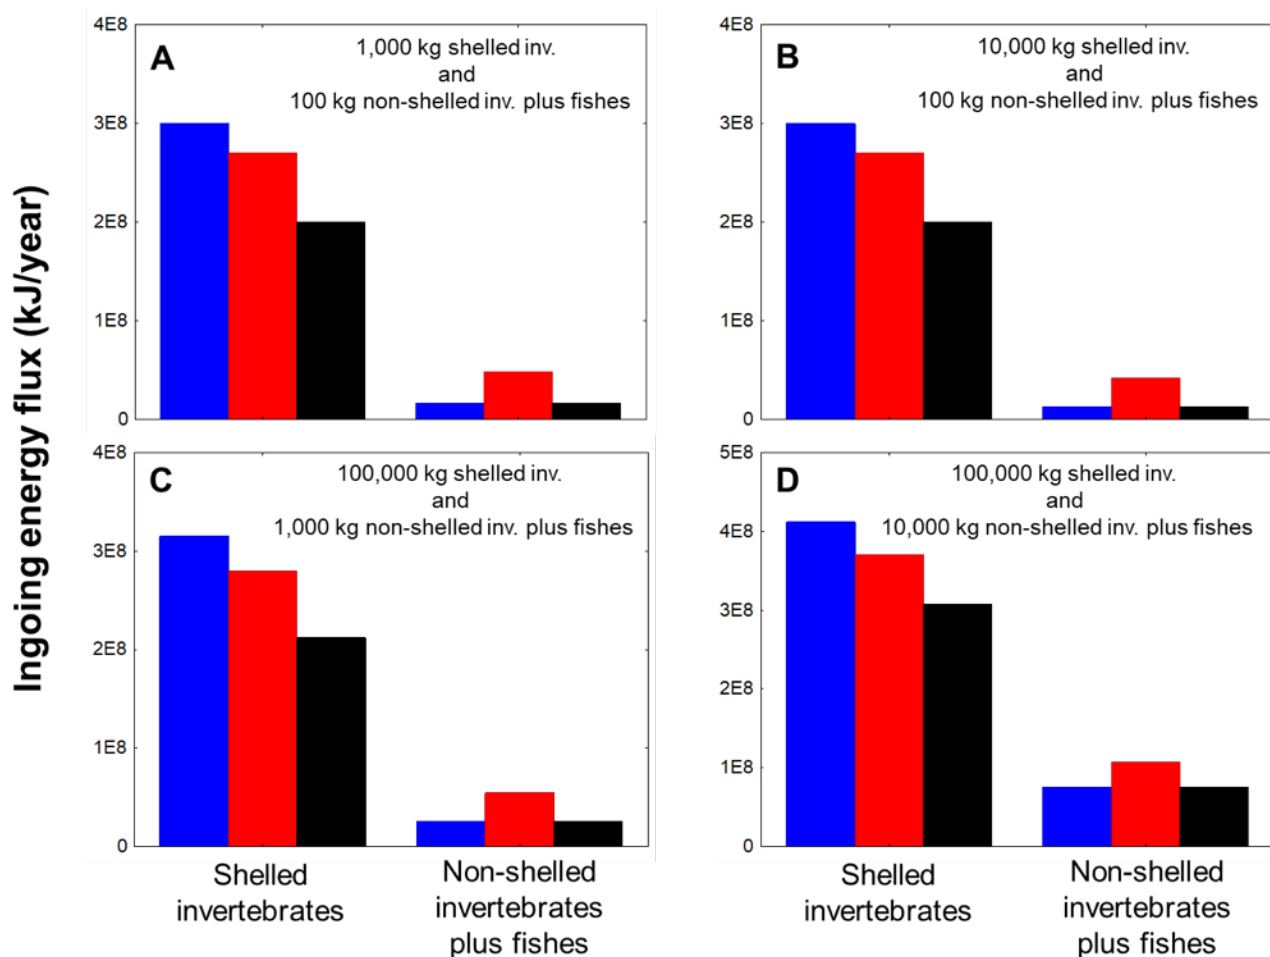 Ingoing energy flux (kJ/year)
A
1,000 kg shelled inv.
and
100 kg non-shelled inv. plus fishes
4E8
3E8
2E8
1E8
0
B
10,000 kg shelled inv.
and
100 kg non-shelled inv. plus fishes
4E8
3E8
2E8
1E8
0
C
100,000 kg shelled inv.
and
1,000 kg non-shelled inv. plus fishes
4E8
3E8
2E8
1E8
0
Shelled
invertebrates
Non-shelled
invertebrates
plus fishes
D
100,000 kg shelled inv.
and
10,000 kg non-shelled inv. plus fishes
5E8
4E8
3E8
2E8
1E8
0
Shelled
invertebrates
Non-shelled
invertebrates
plus fishes